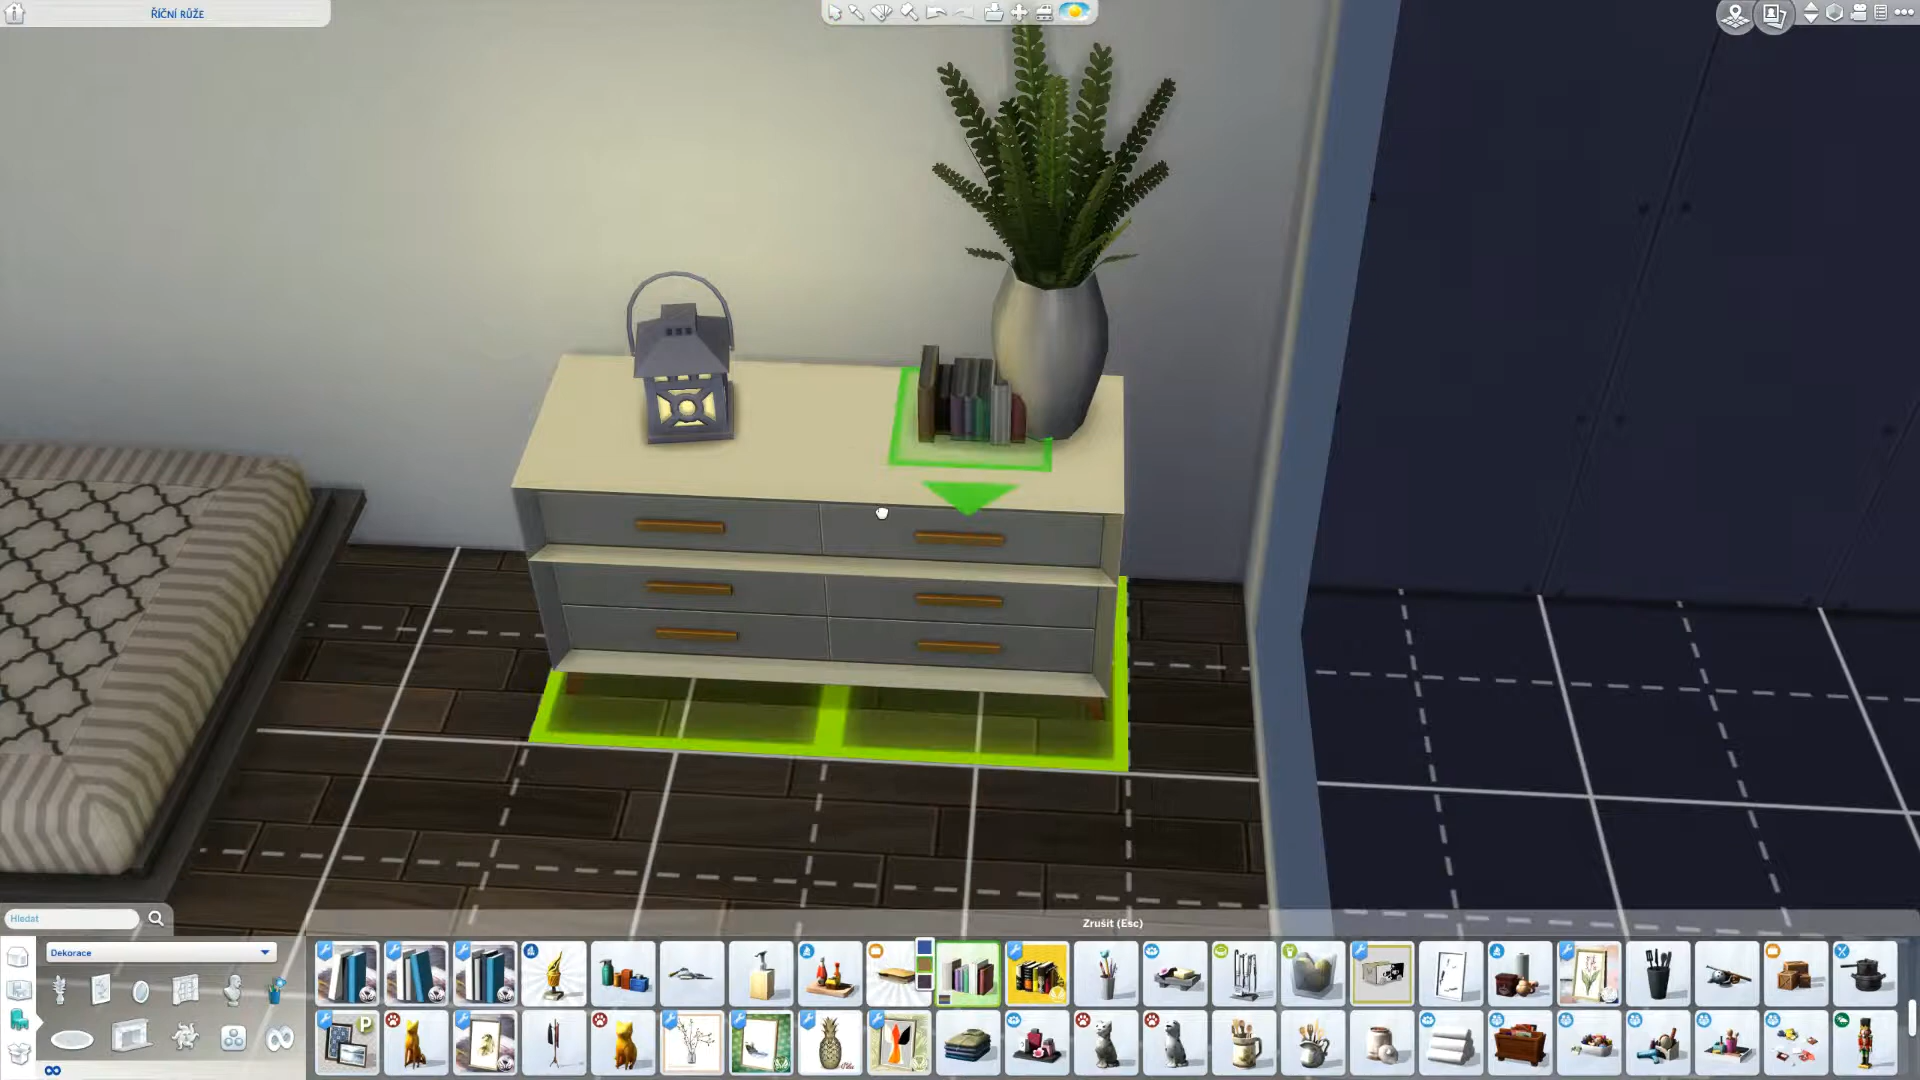 ŘÍČNÍ RŮŽE
Zrušit (Esc)
Hledat
Dekorace
P